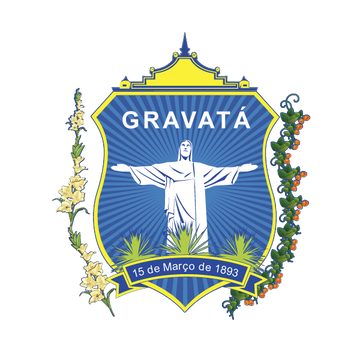 GRAVATÁ
15 de Março de 1893